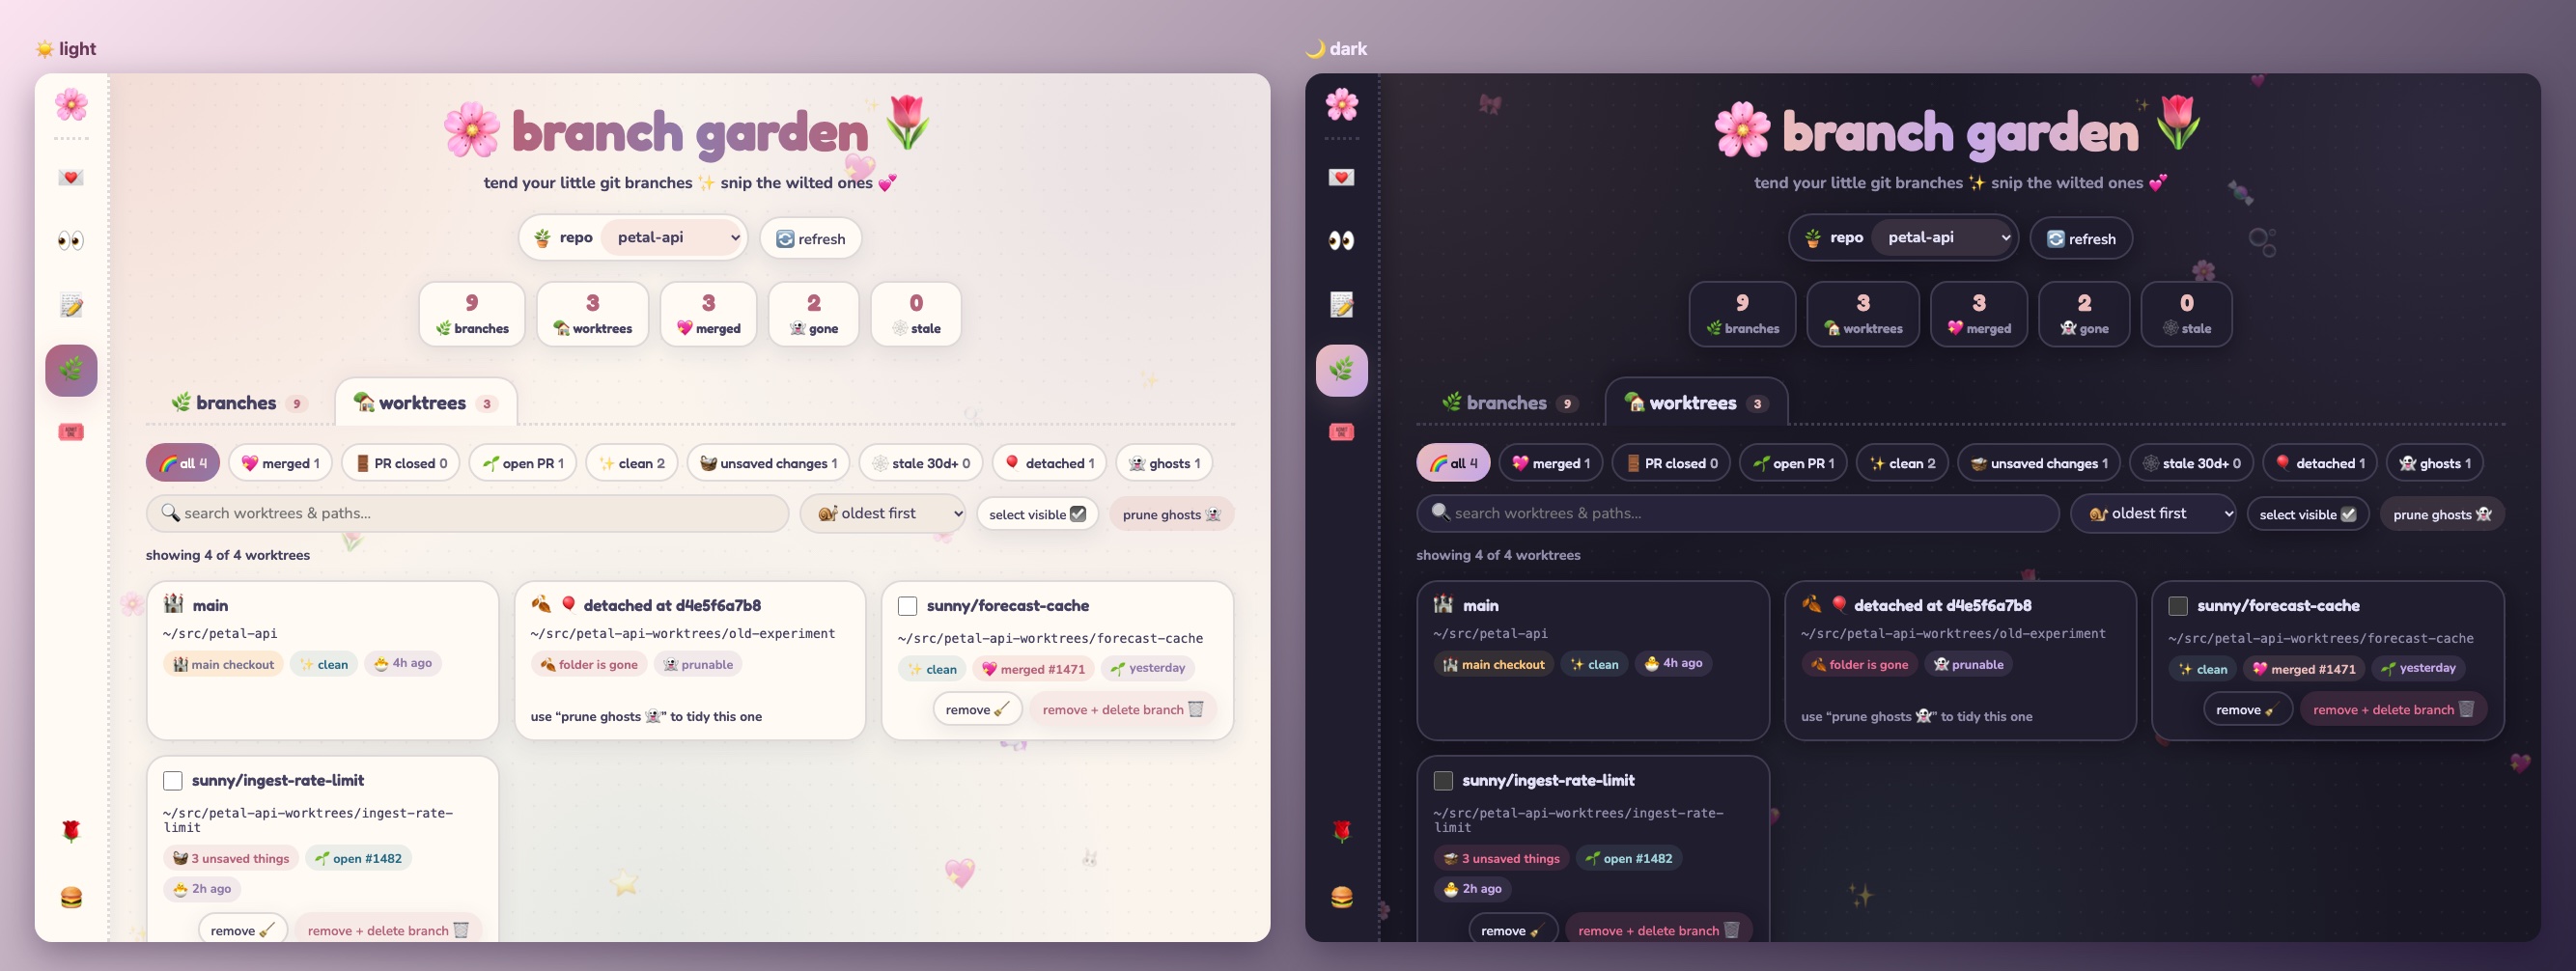 light
branch garden
tend your little git branches ✨ snip the wilted ones 💕
repo petal-api refresh
9 3 3 2 0
branches worktrees merged gone stale
branches 9 worktrees 3
all 4 merged 1 PR closed 0 open PR 1 clean 2 unsaved changes 1 stale 30d+ 0 detached 1 ghosts 1
search worktrees & paths... oldest first select visible prune ghosts
showing 4 of 4 worktrees
main
~/src/petal-api
main checkout clean 4h ago
detached at d4e5f6a7b8
~/src/petal-api-worktrees/old-experiment
folder is gone prunable
use “prune ghosts 👻” to tidy this one
sunny/forecast-cache
~/src/petal-api-worktrees/forecast-cache
clean merged #1471 yesterday
remove remove + delete branch
sunny/ingest-rate-limit
~/src/petal-api-worktrees/ingest-rate-
limit
3 unsaved things open #1482
2h ago
remove remove + delete branch
dark
branch garden
tend your little git branches ✨ snip the wilted ones 💕
repo petal-api refresh
9 3 3 2 0
branches worktrees merged gone stale
branches 9 worktrees 3
all 4 merged 1 PR closed 0 open PR 1 clean 2 unsaved changes 1 stale 30d+ 0 detached 1 ghosts 1
search worktrees & paths... oldest first select visible prune ghosts
showing 4 of 4 worktrees
main
~/src/petal-api
main checkout clean 4h ago
detached at d4e5f6a7b8
~/src/petal-api-worktrees/old-experiment
folder is gone prunable
use “prune ghosts 👻” to tidy this one
sunny/forecast-cache
~/src/petal-api-worktrees/forecast-cache
clean merged #1471 yesterday
remove remove + delete branch
sunny/ingest-rate-limit
~/src/petal-api-worktrees/ingest-rate-
limit
3 unsaved things open #1482
2h ago
remove remove + delete branch